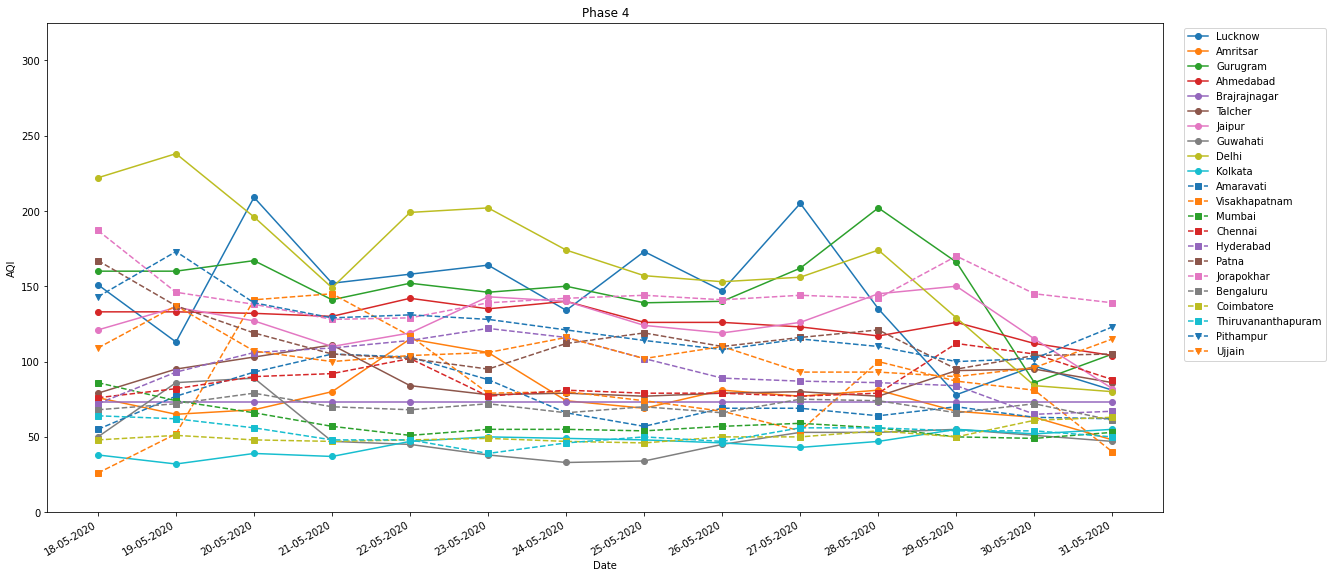 Phase 4
AQI
300
250
200
150
100
50
0
18-05-2020
19-05-2020
20-05-2020
21-05-2020
22-05-2020
23-05-2020
24-05-2020
25-05-2020
26-05-2020
27-05-2020
28-05-2020
29-05-2020
30-05-2020
31-05-2020
Date
Lucknow
Amritsar
Gurugram
Ahmedabad
Brajrajnagar
Talcher
Jaipur
Guwahati
Delhi
Kolkata
Amaravati
Visakhapatnam
Mumbai
Chennai
Hyderabad
Patna
Jorapokhar
Bengaluru
Coimbatore
Thiruvananthapuram
Pithampur
Ujjain